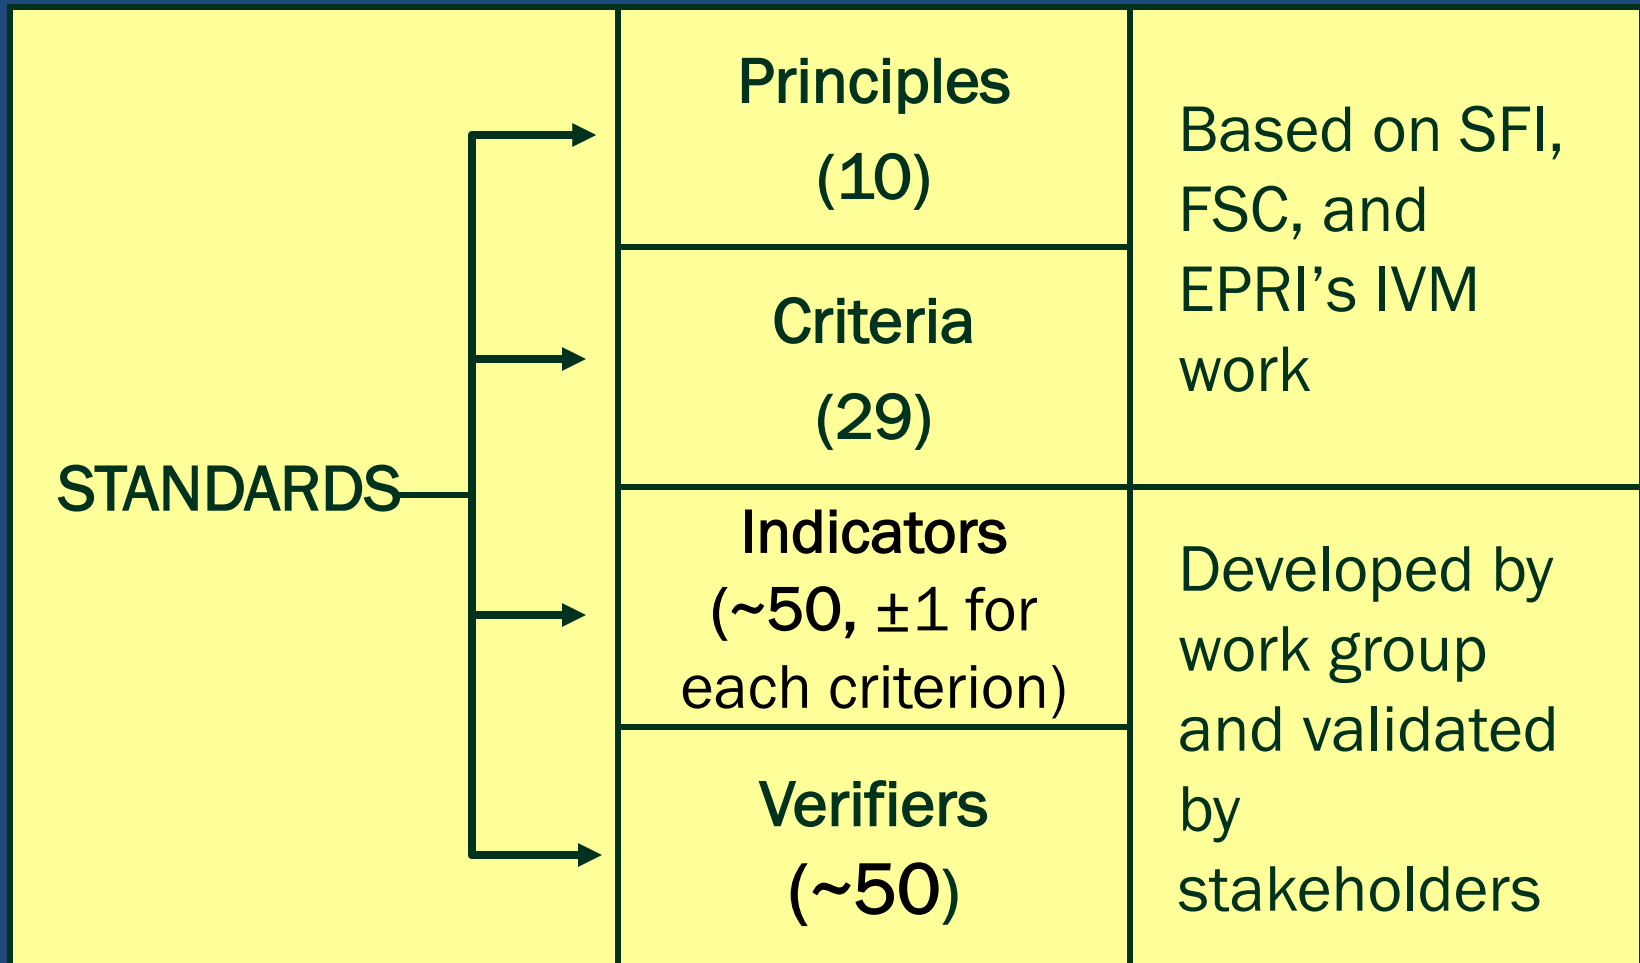 STANDARDS
Principles
(10)
Criteria
(29)
Based on SFI,
FSC, and
EPRI’s IVM
work
Indicators
(~50, ±1 for
each criterion)
Verifiers
(~50)
Developed by
work group
and validated
by
stakeholders